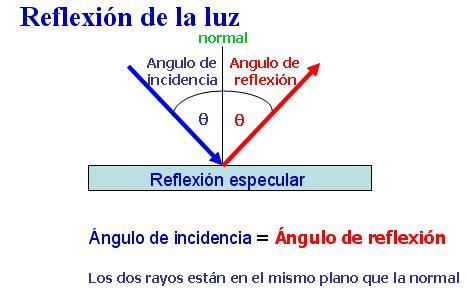 Reflexión de la luz
normal
Angulo de incidencia
Angulo de reflexión
θ
θ
Reflexión especular
Ángulo de incidencia = Ángulo de reflexión
Los dos rayos están en el mismo plano que la normal